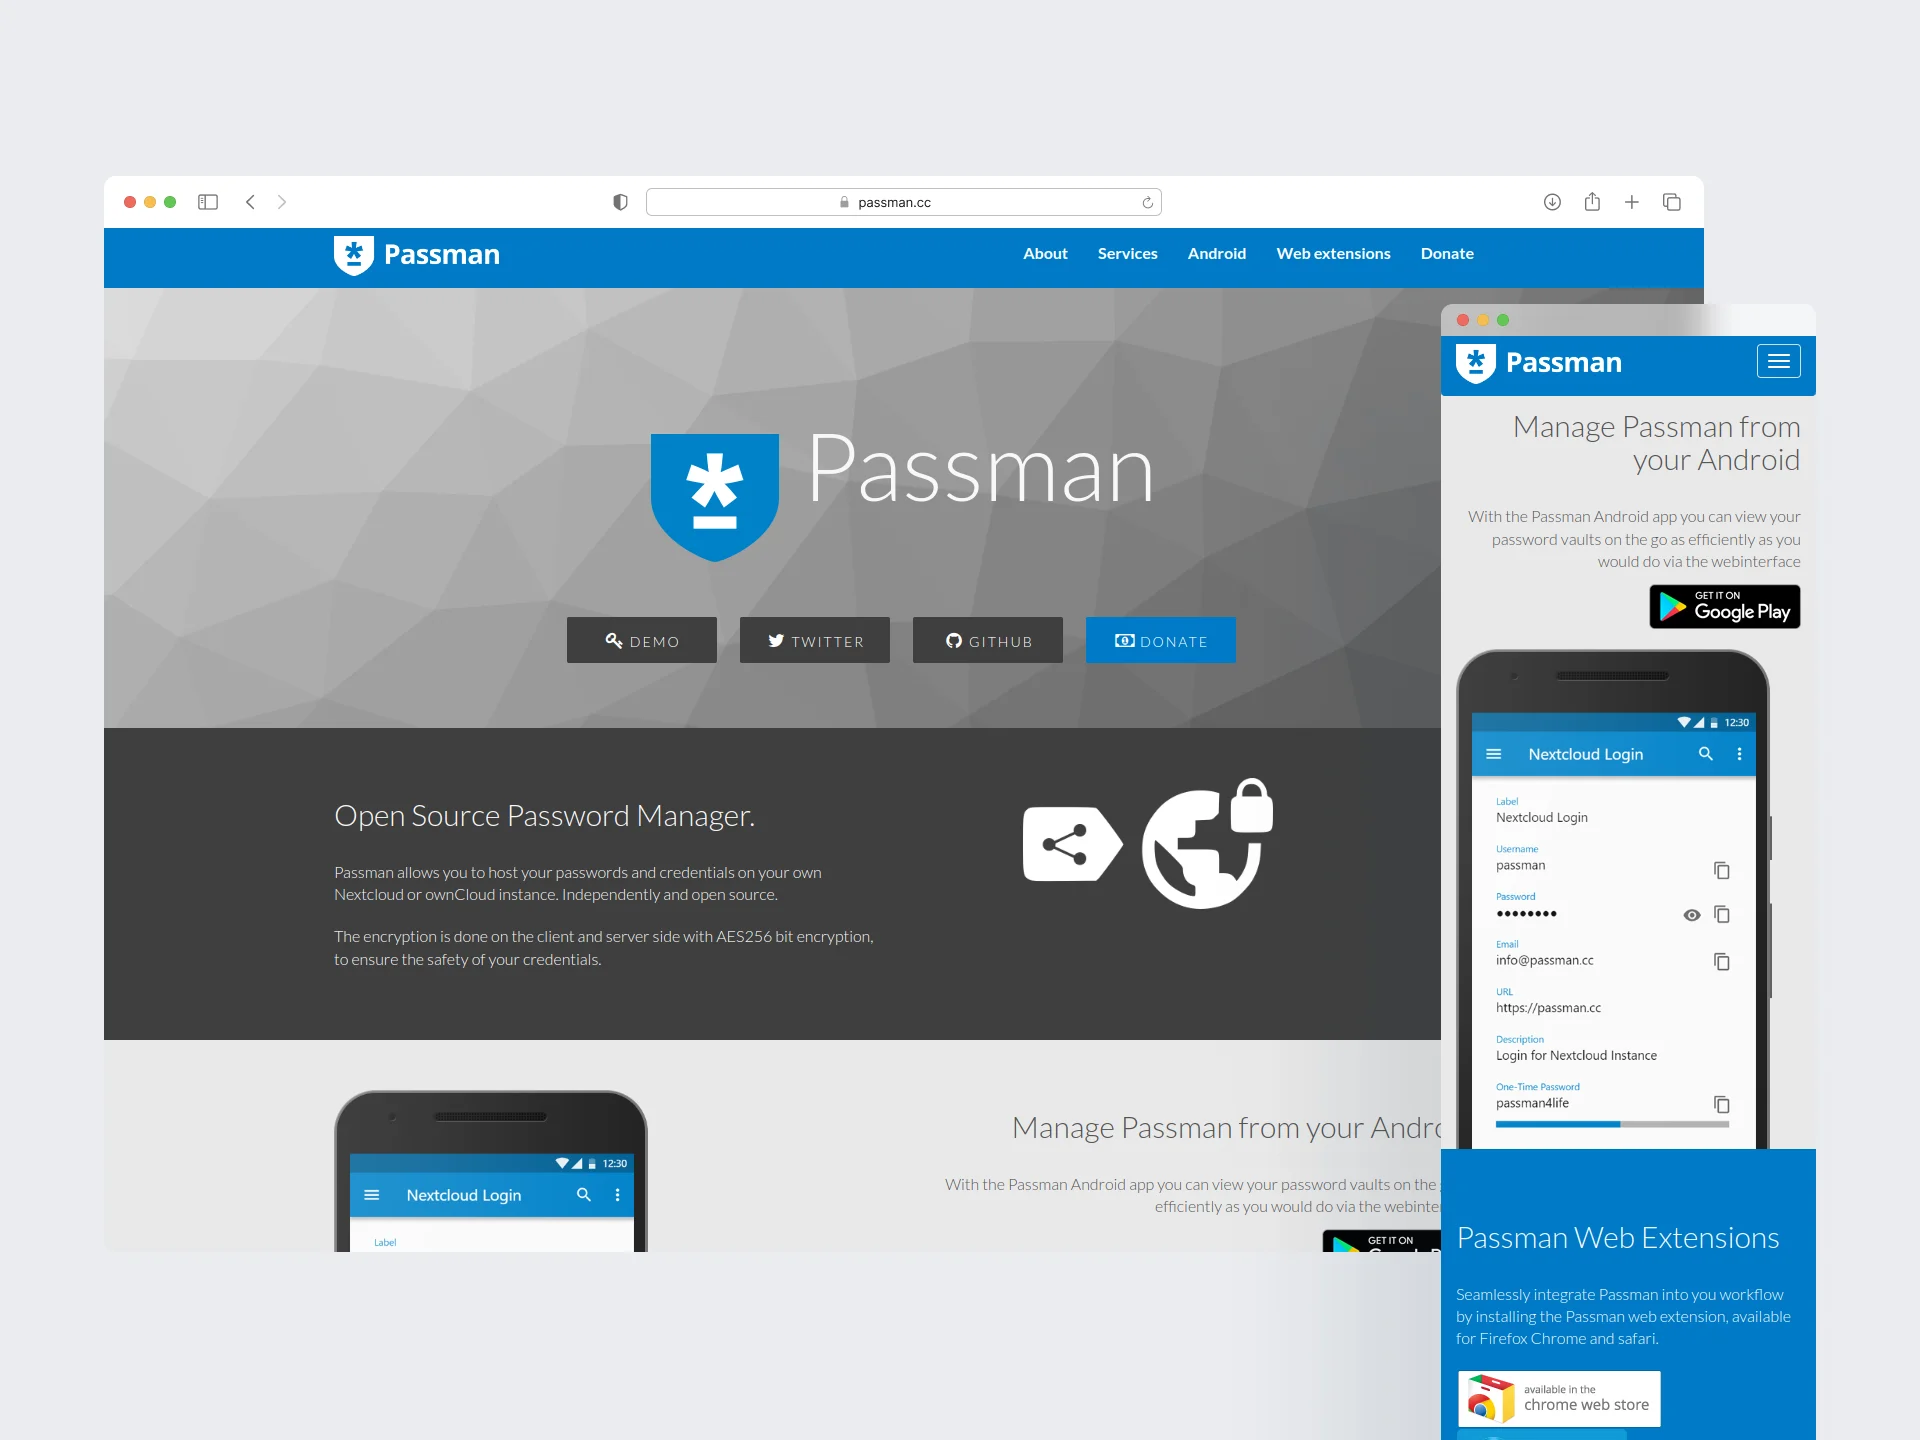 passman.cc
Passman
About Services Android Web extensions Donate
Passman
DEMO TWITTER GITHUB DONATE
Open Source Password Manager.
Passman allows you to host your passwords and credentials on your own
Nextcloud or ownCloud instance. Independently and open source.
The encryption is done on the client and server side with AES256 bit encryption,
to ensure the safety of your credentials.
12:30
Nextcloud Login
Label
Manage Passman from your Andro
With the Passman Android app you can view your password vaults on the
efficiently as you would do via the webinter
GET IT ON
Passman
Manage Passman from
your Android
With the Passman Android app you can view your
password vaults on the go as efficiently as you
would do via the webinterface
GET IT ON
Google Play
12:30
Nextcloud Login
Label
Nextcloud Login
Username
passman
Password
••••••••
Email
info@passman.cc
URL
https://passman.cc
Description
Login for Nextcloud Instance
One-Time Password
passman4life
Passman Web Extensions
Seamlessly integrate Passman into you workflow
by installing the Passman web extension, available
for Firefox Chrome and safari.
available in the
chrome web store